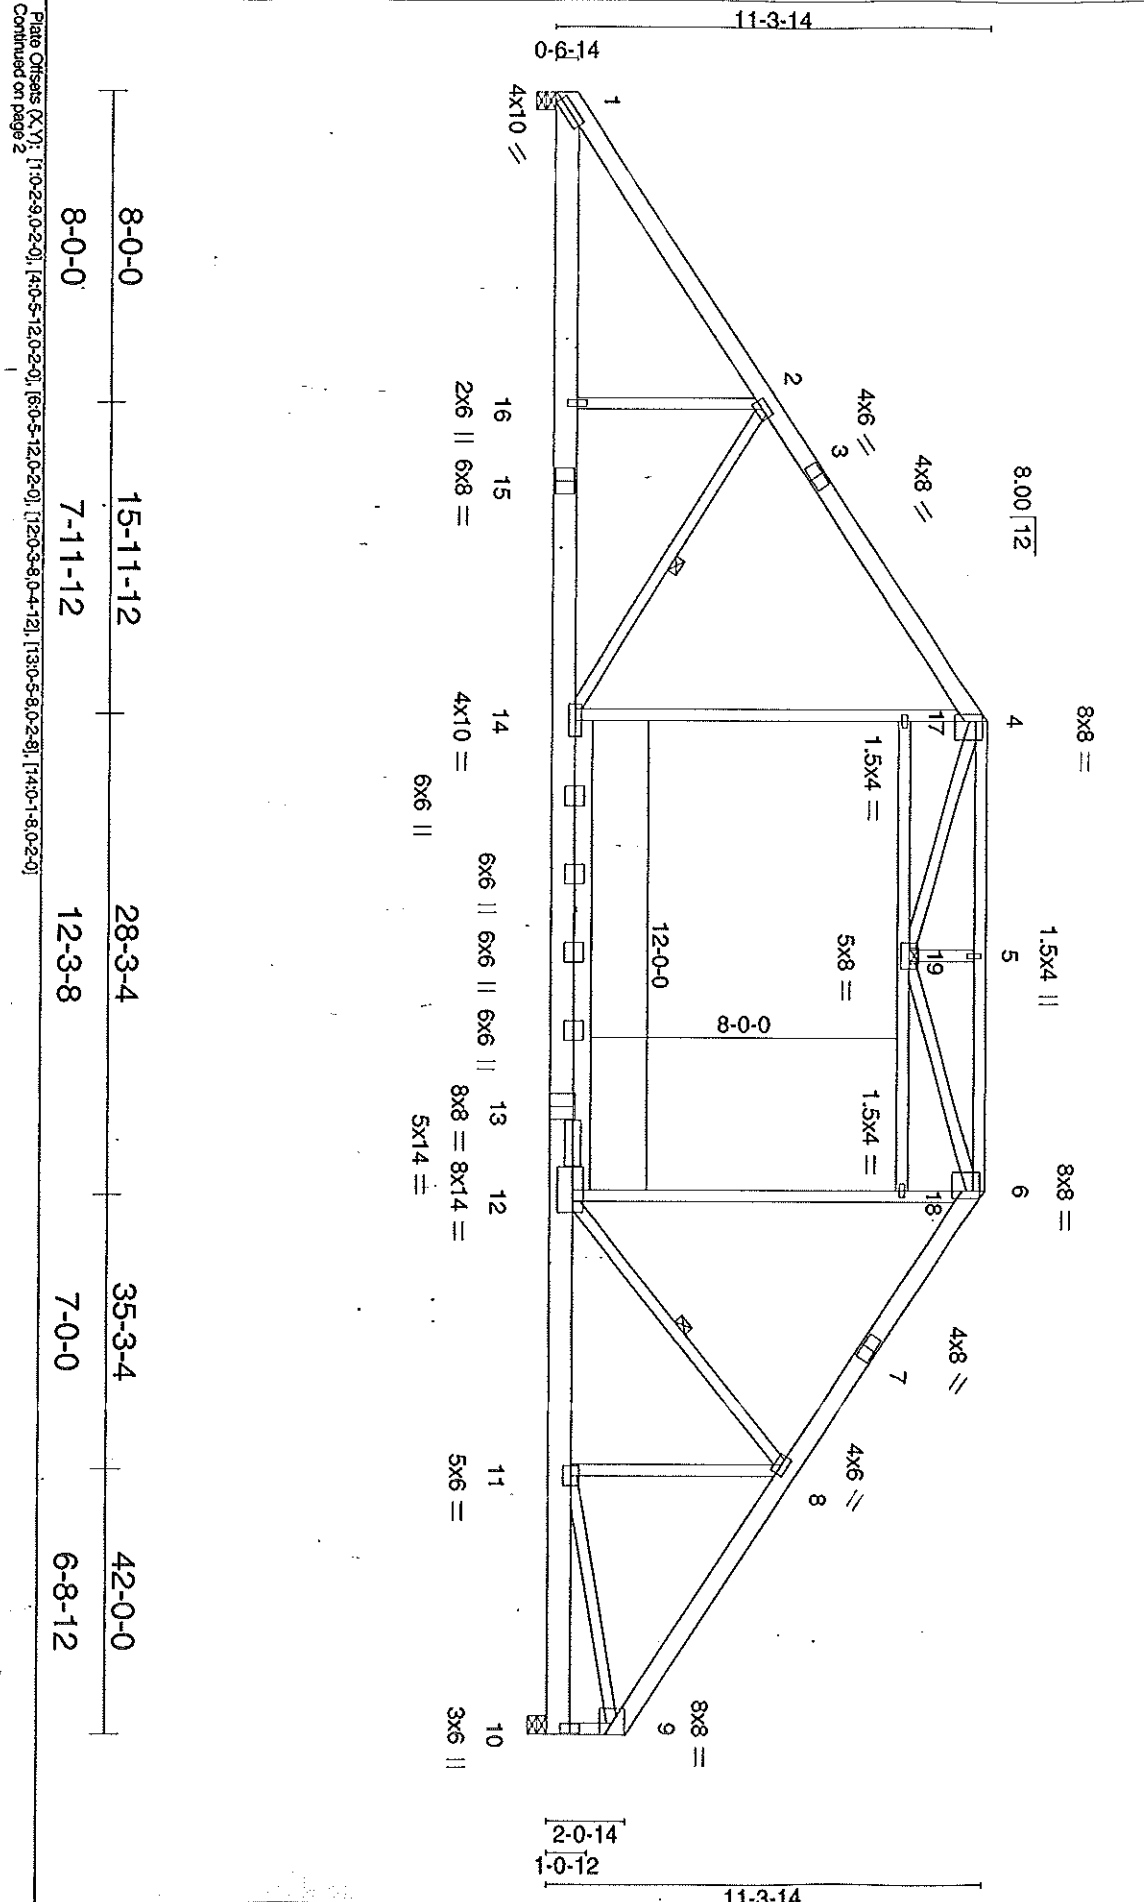 11-3-14
0-6-14
4x10 //
1
2
4x6 //
3
4x8 //
8.00 12
8x8 =
4
17
1.5x4 =
1.5x4 ||
5
19
5x8 =
12-0-0
8-0-0
1.5x4 =
8x8 =
6
18
4x8 \\
7
4x6 \\
8
8x8 =
9
16
2x6 ||
15
6x8 =
14
4x10 =
6x6 ||
6x6 ||
6x6 ||
6x6 ||
13
8x8 =
12
8x14 =
5x14 =
11
5x6 =
10
3x6 ||
2-0-14
1-0-12
11-3-14
8-0-0 15-11-12 28-3-4 35-3-4 42-0-0
8-0-0 7-11-12 12-3-8 7-0-0 6-8-12
Plate Offsets (X,Y): [1:0-2-9,0-2-0], [4:0-5-12,0-2-0], [6:0-5-12,0-2-0], [12:0-3-8,0-4-12], [13:0-5-8,0-2-8], [14:0-1-8,0-2-0]
Continued on page 2